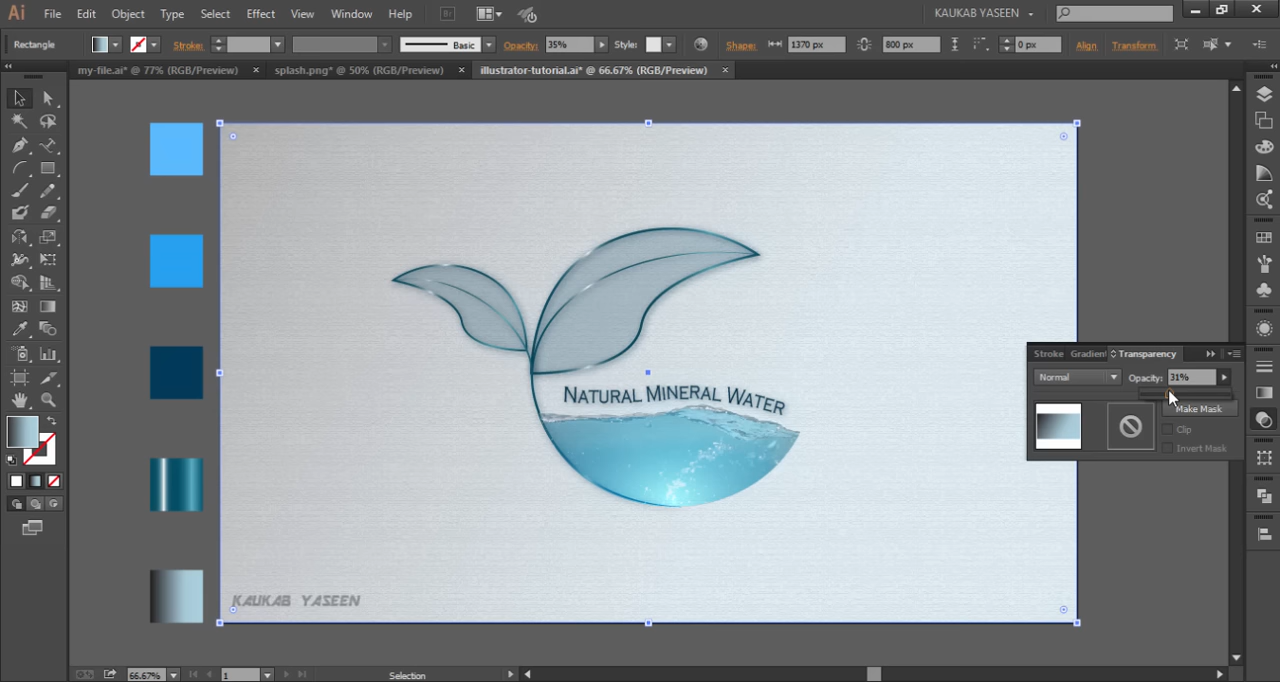 Ai File Edit Object Type Select Effect View Window Help Br KAUKAB YASEEN
Rectangle Stroke: Basic Opacity: 35% Style: Shape: 1370 px 800 px 0 px Align Transform
my-file.ai* @ 77% (RGB/Preview) × splash.png* @ 50% (RGB/Preview) × illustrator-tutorial.ai* @ 66.67% (RGB/Preview) ×
Stroke Gradient Transparency
Normal Opacity: 31%
Make Mask
Clip
Invert Mask
NATURAL MINERAL WATER
KAUKAB YASEEN
66.67% 1 Selection